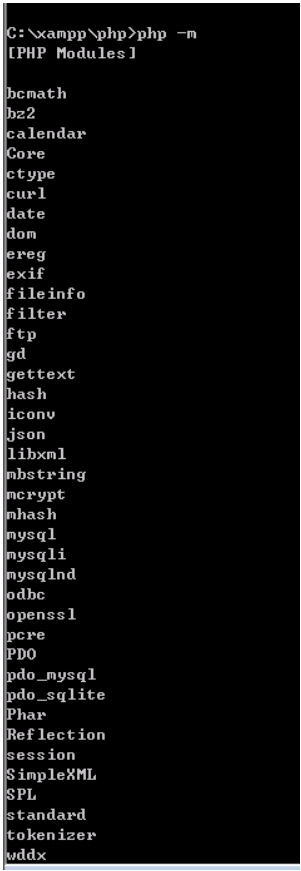 C:\xampp\php>php -m
[PHP Modules]
bcmath
bz2
calendar
Core
ctype
curl
date
dom
ereg
exif
fileinfo
filter
ftp
gd
gettext
hash
iconv
json
libxml
mbstring
mcrypt
mhash
mysql
mysqli
mysqlnd
odbc
openssl
pcre
PDO
pdo_mysql
pdo_sqlite
Phar
Reflection
session
SimpleXML
SPL
standard
tokenizer
wddx